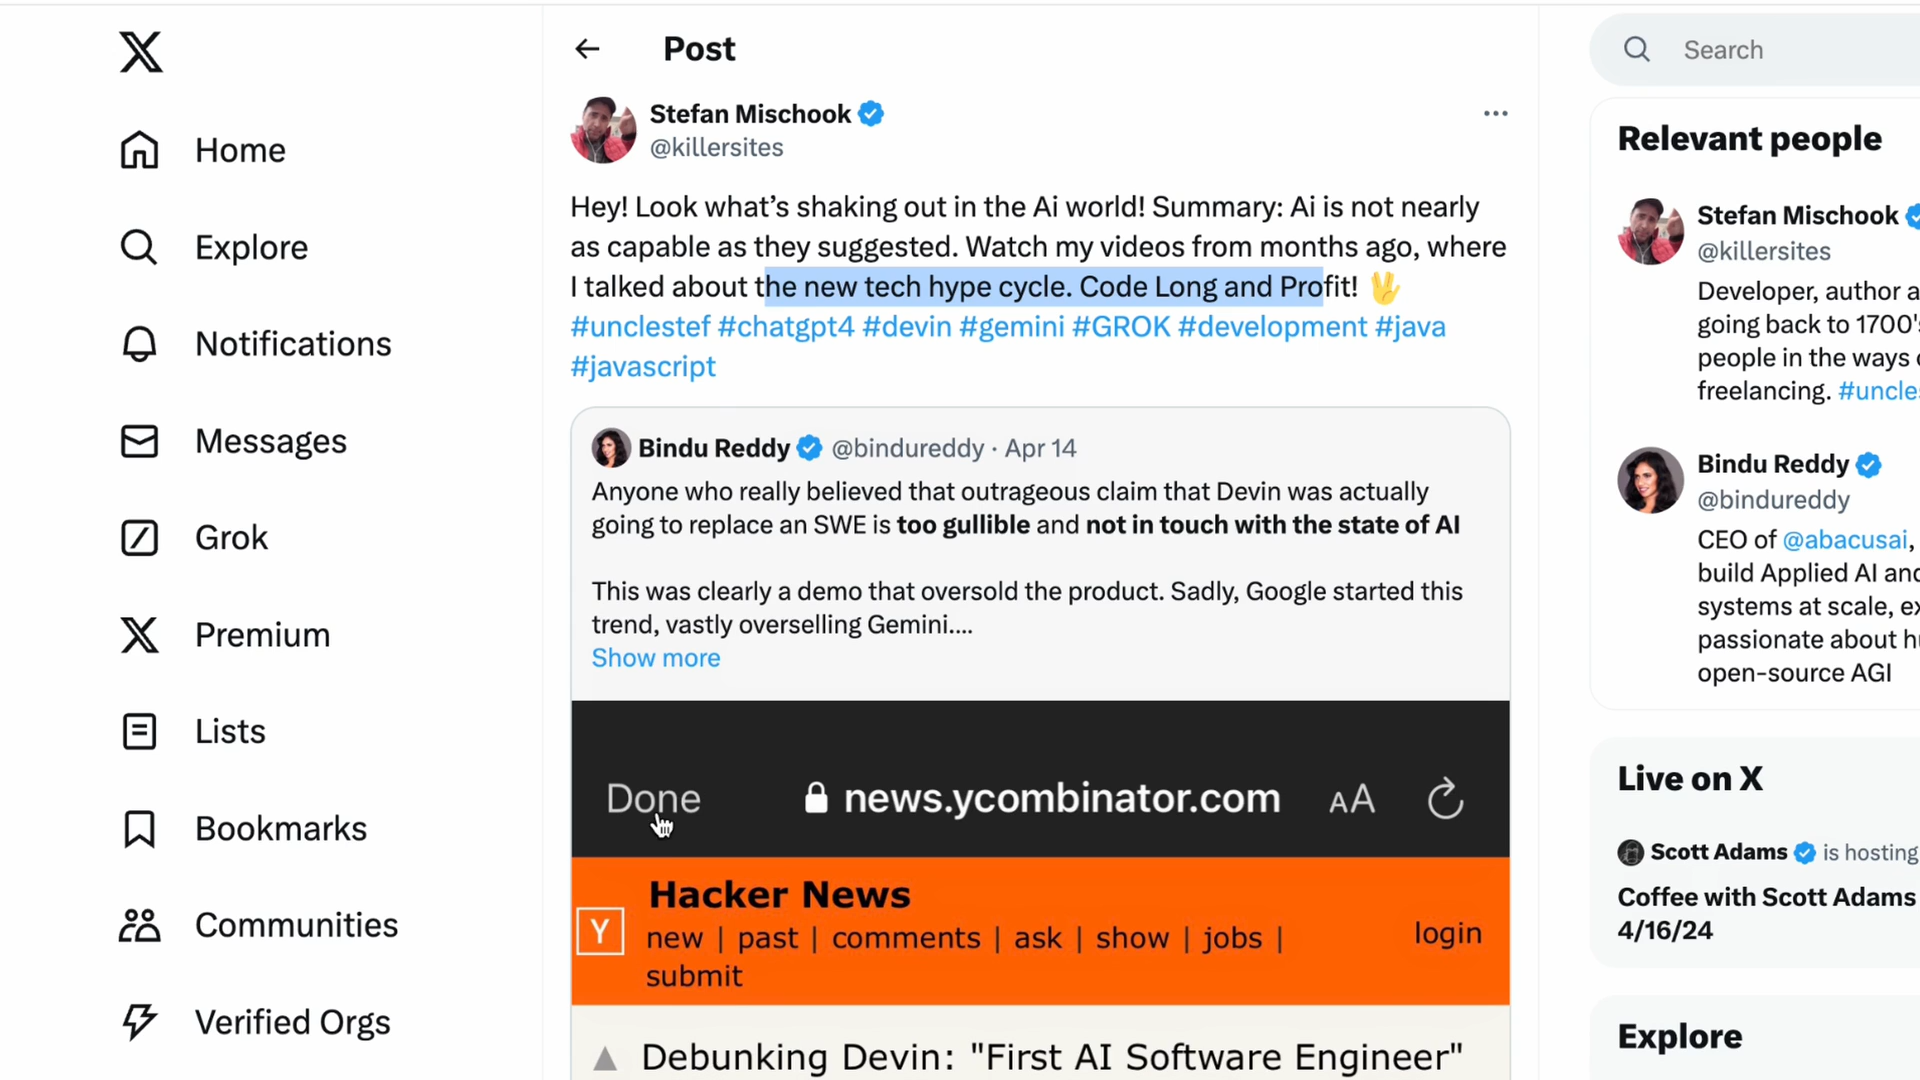 Home
Explore
Notifications
Messages
Grok
Premium
Lists
Bookmarks
Communities
Verified Orgs
Post
Stefan Mischook
@killersites
Hey! Look what's shaking out in the Ai world! Summary: Ai is not nearly
as capable as they suggested. Watch my videos from months ago, where
I talked about the new tech hype cycle. Code Long and Profit! 🖖
#unclestef #chatgpt4 #devin #gemini #GROK #development #java
#javascript
Bindu Reddy @bindureddy · Apr 14
Anyone who really believed that outrageous claim that Devin was actually
going to replace an SWE is too gullible and not in touch with the state of AI
This was clearly a demo that oversold the product. Sadly, Google started this
trend, vastly overselling Gemini....
Show more
Done news.ycombinator.com AA
Y
Hacker News
new | past | comments | ask | show | jobs |
submit
login
Debunking Devin: "First AI Software Engineer"
Search
Relevant people
Stefan Mischook
@killersites
Developer, author a
going back to 1700's
people in the ways
freelancing. #uncle
Bindu Reddy
@bindureddy
CEO of @abacusai,
build Applied AI and
systems at scale, ex
passionate about hu
open-source AGI
Live on X
Scott Adams is hosting
Coffee with Scott Adams
4/16/24
Explore